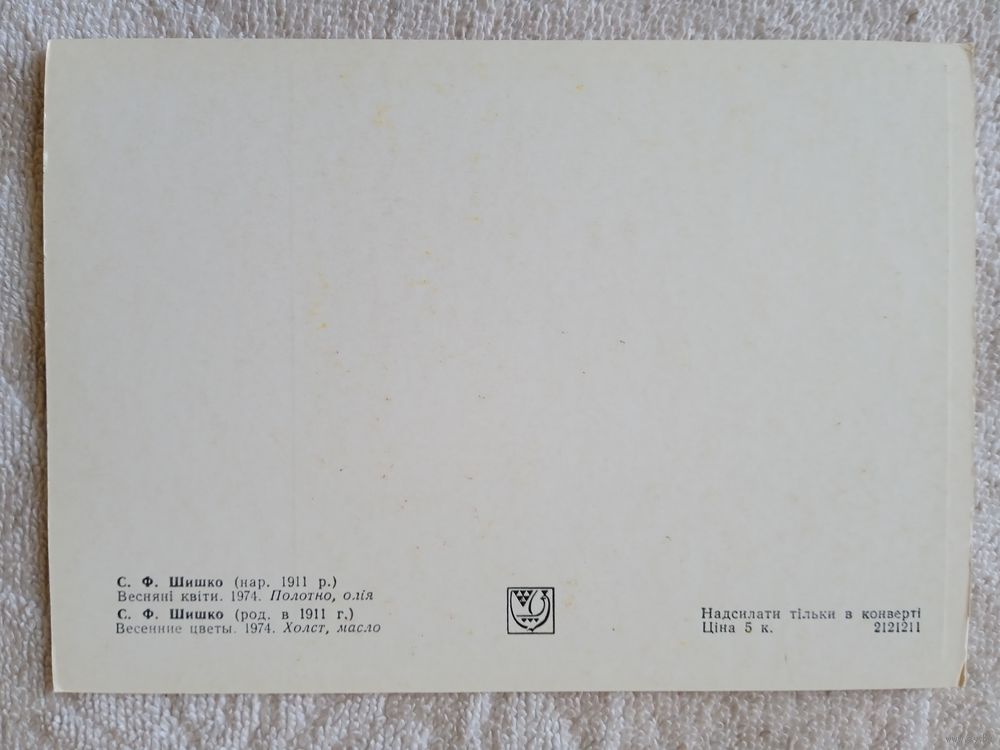 С. Ф. Шишко (нар. 1911 р.)
Весняні квіти. 1974. Полотно, олія
С. Ф. Шишко (род. в 1911 г.)
Весенние цветы. 1974. Холст, масло
Надсилати тільки в конверті
Ціна 5 к. 2121211